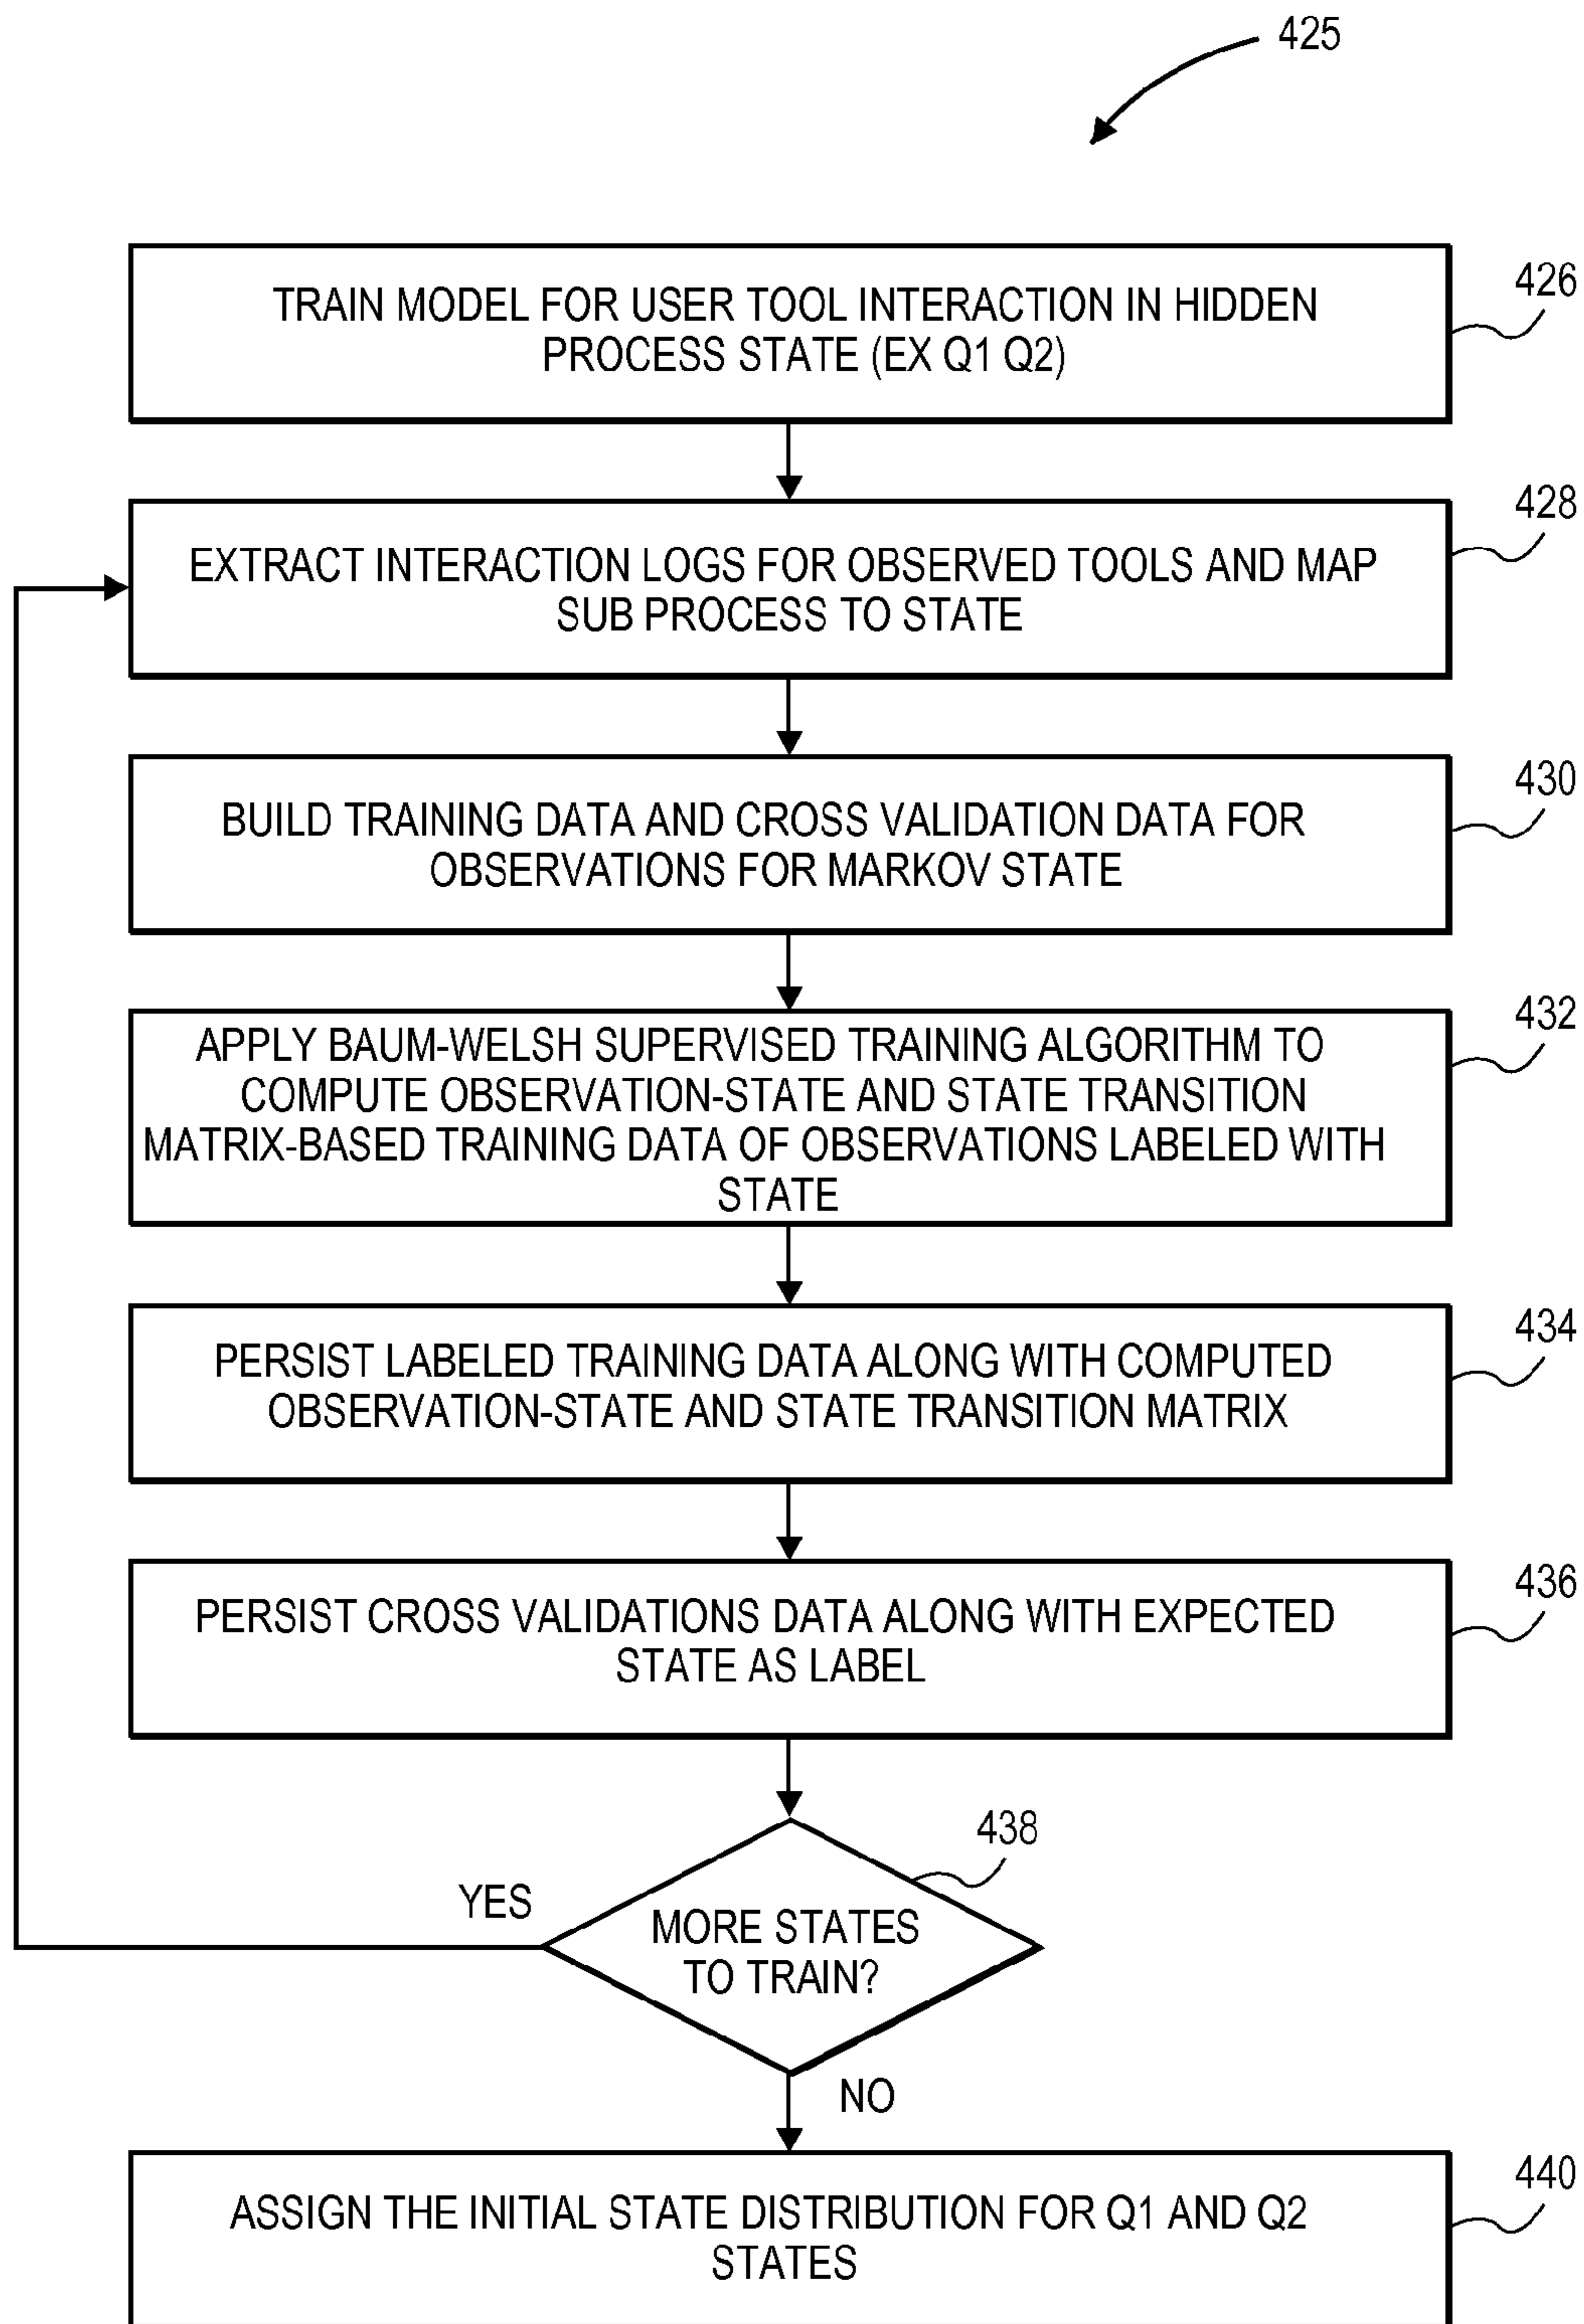 425
TRAIN MODEL FOR USER TOOL INTERACTION IN HIDDEN
PROCESS STATE (EX Q1 Q2)
426
EXTRACT INTERACTION LOGS FOR OBSERVED TOOLS AND MAP
SUB PROCESS TO STATE
428
BUILD TRAINING DATA AND CROSS VALIDATION DATA FOR
OBSERVATIONS FOR MARKOV STATE
430
APPLY BAUM-WELSH SUPERVISED TRAINING ALGORITHM TO
COMPUTE OBSERVATION-STATE AND STATE TRANSITION
MATRIX-BASED TRAINING DATA OF OBSERVATIONS LABELED WITH
STATE
432
PERSIST LABELED TRAINING DATA ALONG WITH COMPUTED
OBSERVATION-STATE AND STATE TRANSITION MATRIX
434
PERSIST CROSS VALIDATIONS DATA ALONG WITH EXPECTED
STATE AS LABEL
436
438
YES
MORE STATES
TO TRAIN?
NO
ASSIGN THE INITIAL STATE DISTRIBUTION FOR Q1 AND Q2
STATES
440